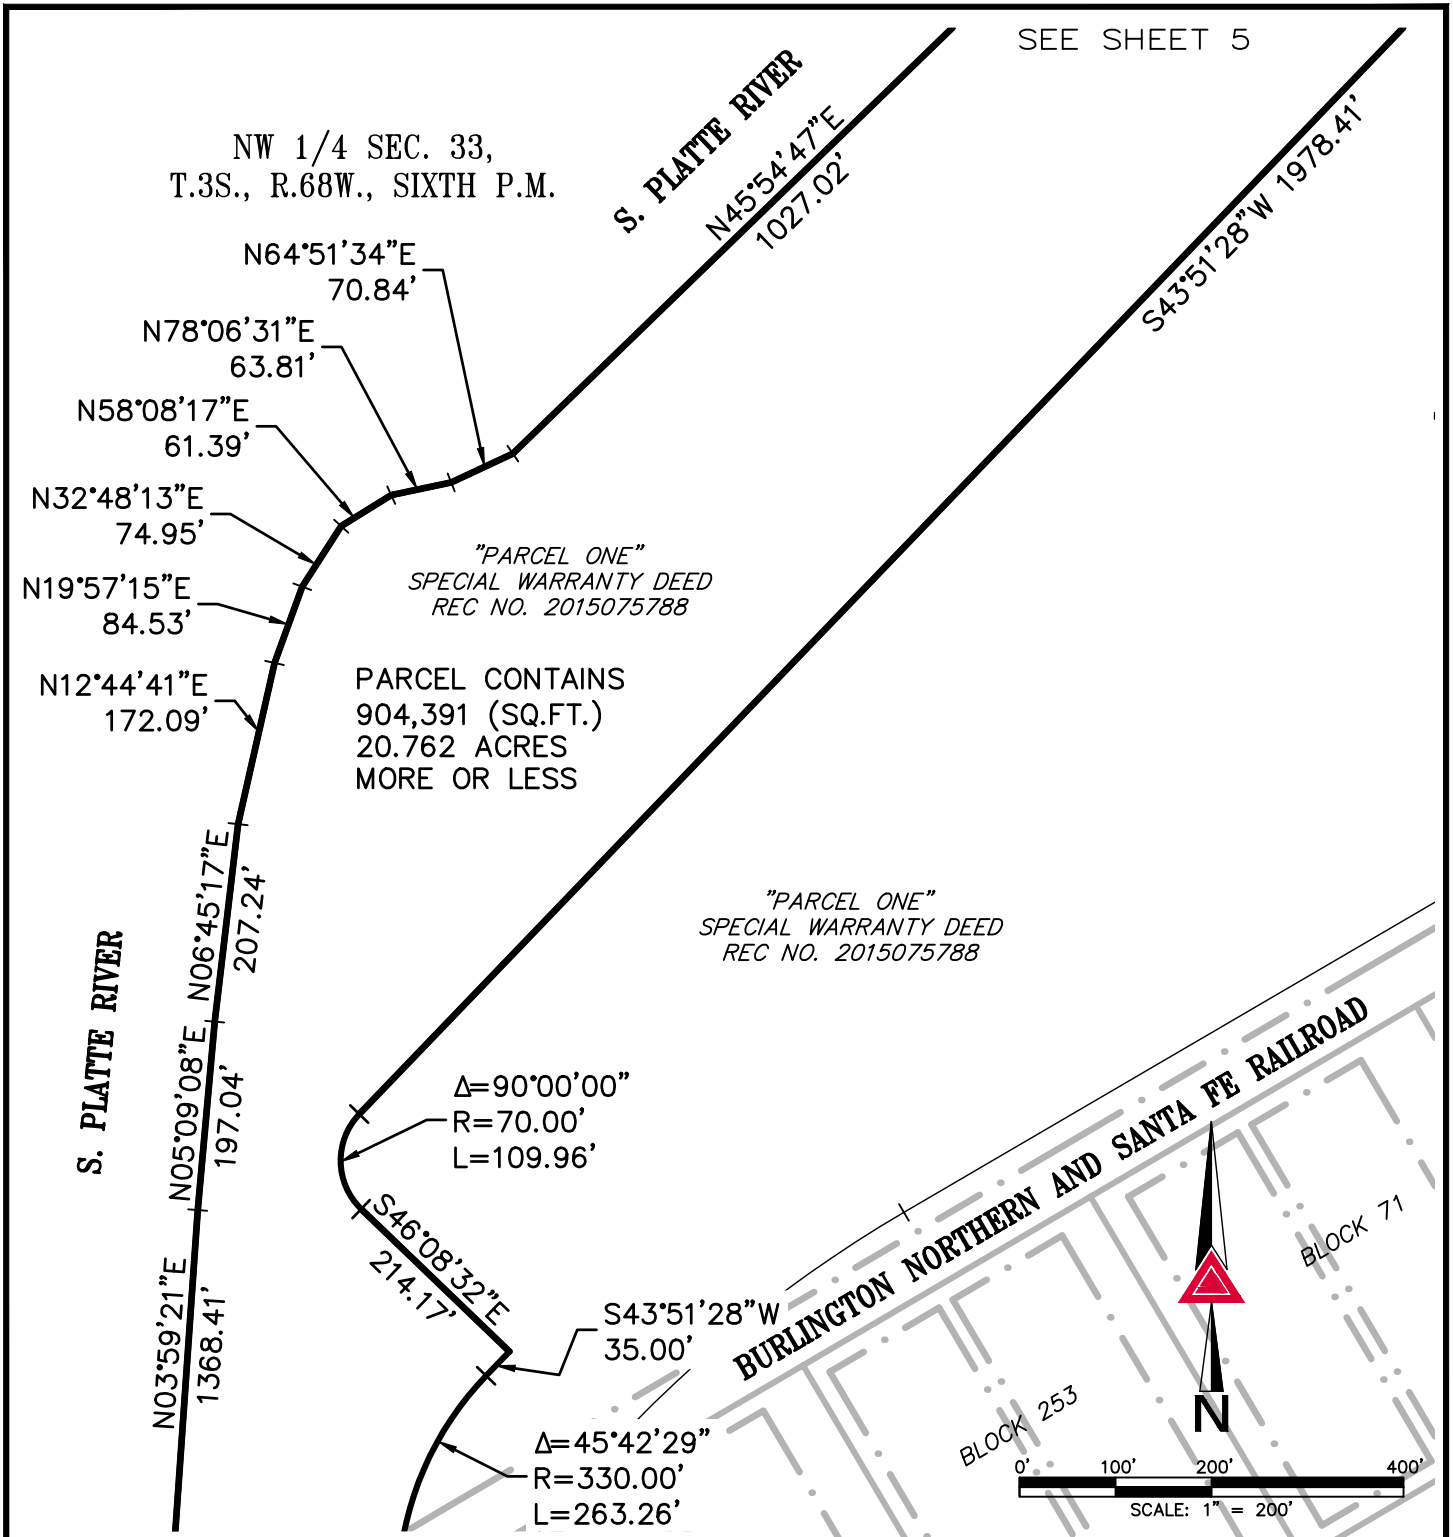 SEE SHEET 5
S. PLATTE RIVER
NW 1/4 SEC. 33,
T.3S., R.68W., SIXTH P.M.
N45°54'47"E
1027.02'
S43°51'28"W 1978.41'
N64°51'34"E
70.84'
N78°06'31"E
63.81'
N58°08'17"E
61.39'
N32°48'13"E
74.95'
N19°57'15"E
84.53'
N12°44'41"E
172.09'
"PARCEL ONE"
SPECIAL WARRANTY DEED
REC NO. 2015075788
PARCEL CONTAINS
904,391 (SQ.FT.)
20.762 ACRES
MORE OR LESS
N06°45'17"E
207.24'
"PARCEL ONE"
SPECIAL WARRANTY DEED
REC NO. 2015075788
S. PLATTE RIVER
N05°09'08"E
197.04'
Δ=90°00'00"
R=70.00'
L=109.96'
BURLINGTON NORTHERN AND SANTA FE RAILROAD
S46°08'32"E
214.17'
N03°59'21"E
1368.41'
S43°51'28"W
35.00'
BLOCK 71
BLOCK 253
N
Δ=45°42'29"
R=330.00'
L=263.26'
0' 100' 200' 400'
SCALE: 1" = 200'